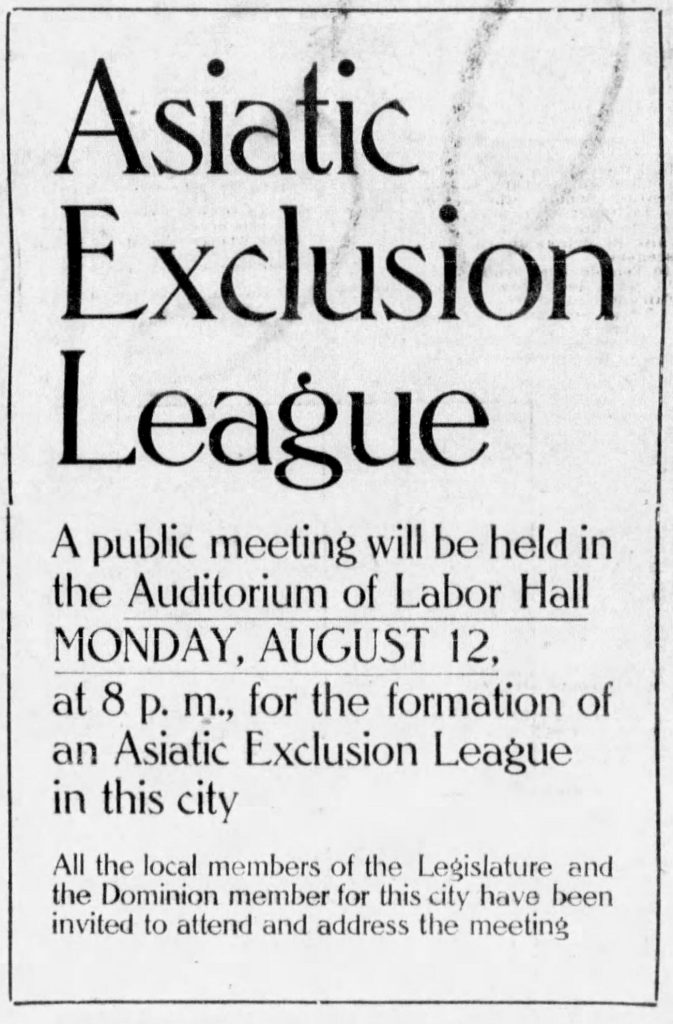 Asiatic
Exclusion
League
A public meeting will be held in
the Auditorium of Labor Hall
MONDAY, AUGUST 12,
at 8 p. m., for the formation of
an Asiatic Exclusion League
in this city
All the local members of the Legislature and
the Dominion member for this city have been
invited to attend and address the meeting